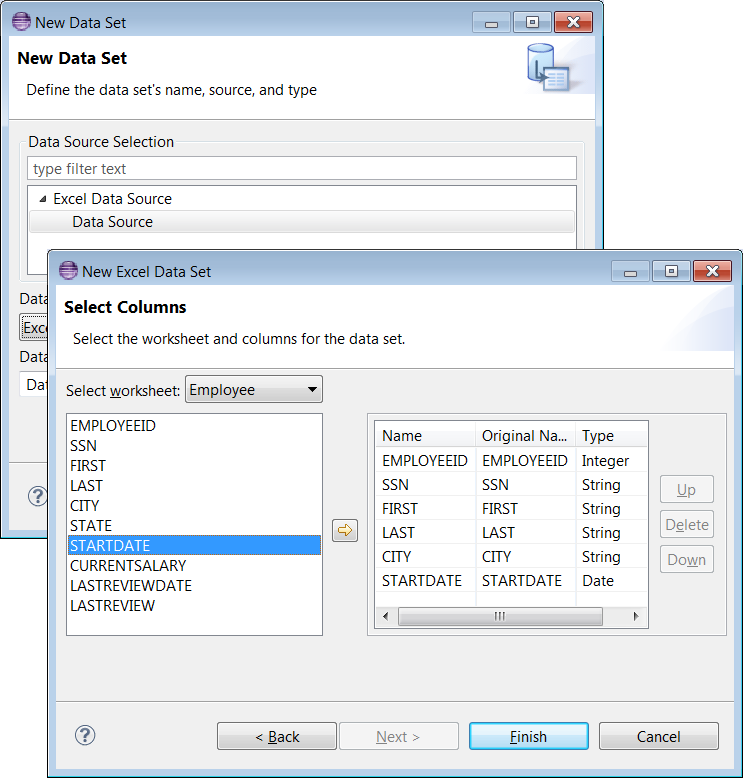 New Data Set
New Data Set
Define the data set's name, source, and type
Data Source Selection
type filter text
Excel Data Source
Data Source
Data
Exce
Data
Dat
?
New Excel Data Set
Select Columns
Select the worksheet and columns for the data set.
Select worksheet: Employee
EMPLOYEEID
SSN
FIRST
LAST
CITY
STATE
STARTDATE
CURRENTSALARY
LASTREVIEWDATE
LASTREVIEW
Name Original Na... Type
EMPLOYEEID EMPLOYEEID Integer
SSN SSN String
FIRST FIRST String
LAST LAST String
CITY CITY String
STARTDATE STARTDATE Date
Up
Delete
Down
? < Back Next > Finish Cancel